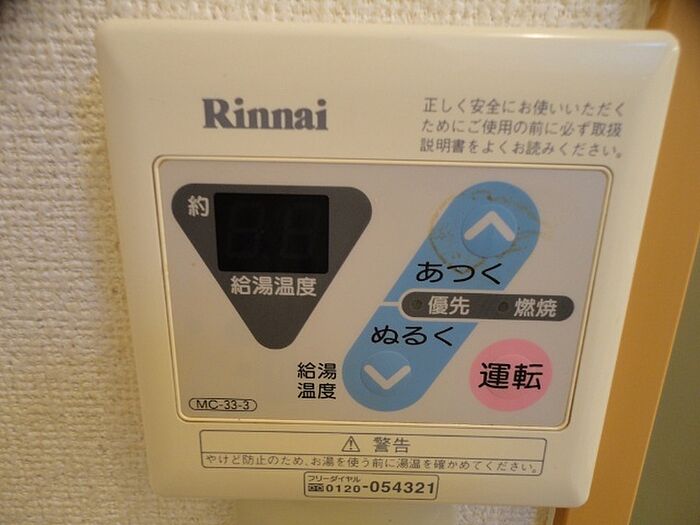 Rinnai
正しく安全にお使いいただく
ためにご使用の前に必ず取扱
説明書をよくお読みください。
約
給湯温度
あつく
優先 燃焼
ぬるく
給湯
温度
運転
MC-33-3
警告
やけど防止のため、お湯を使う前に湯温を確かめてください。
フリーダイヤル
0120-054321